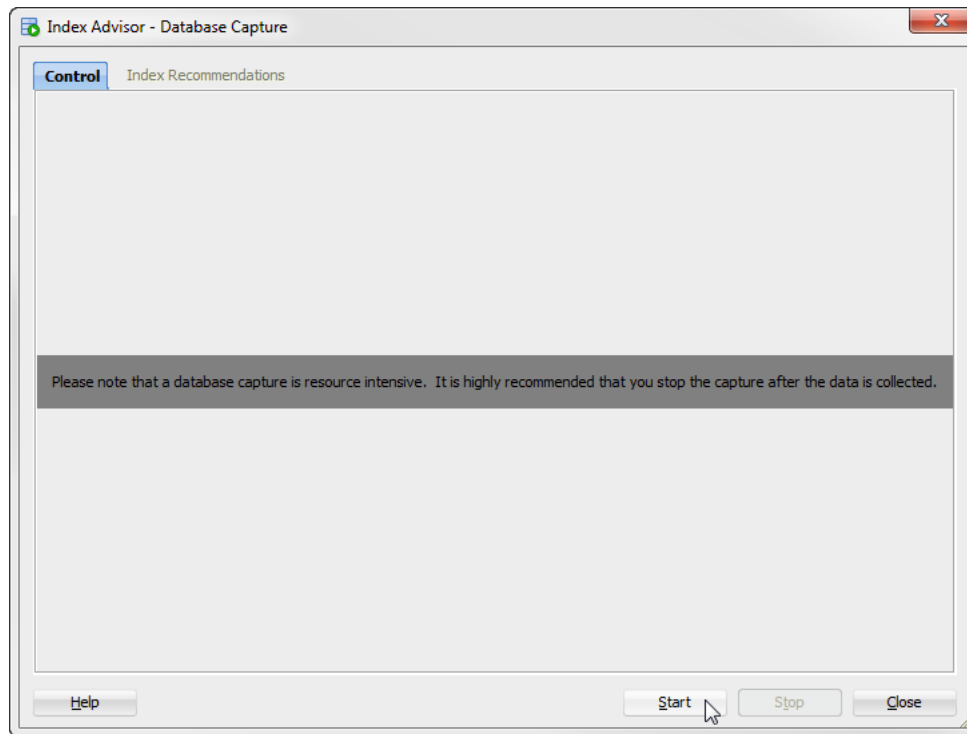 Index Advisor - Database Capture
Control Index Recommendations
Please note that a database capture is resource intensive.  It is highly recommended that you stop the capture after the data is collected.
Help Start Stop Close